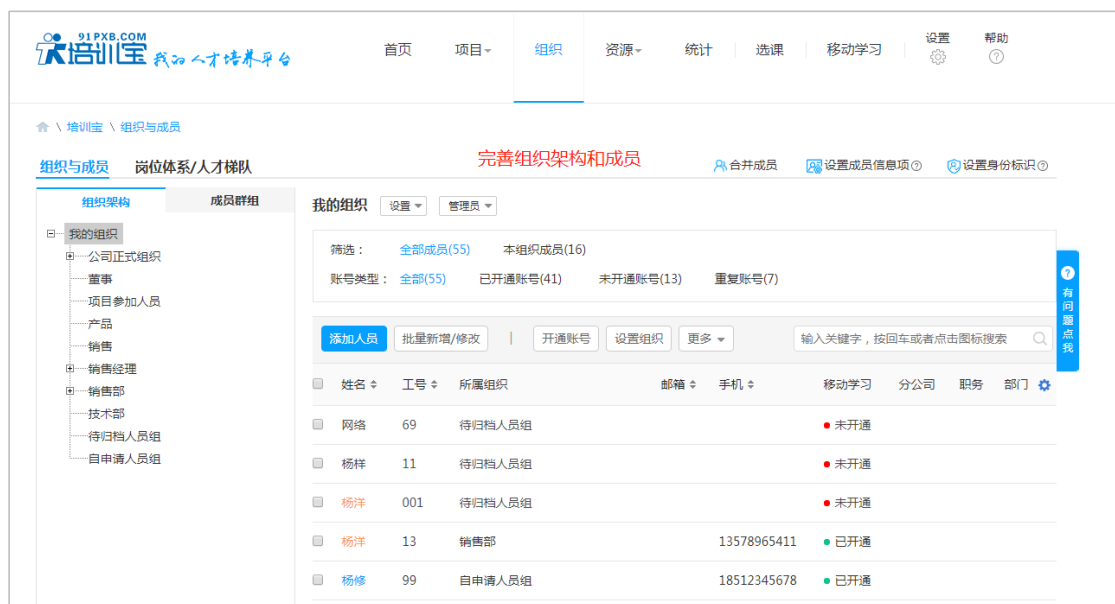 91PXB.COM
培训宝 我的人才培养平台
首页 项目 组织 资源 统计 选课 移动学习 设置 帮助
\ 培训宝 \ 组织与成员
组织与成员 岗位体系/人才梯队 完善组织架构和成员 合并成员 设置成员信息项 设置身份标识
组织架构 成员群组
我的组织
公司正式组织
董事
项目参加人员
产品
销售
销售经理
销售部
技术部
待归档人员组
自申请人员组
我的组织 设置 管理员
筛选： 全部成员(55) 本组织成员(16)
账号类型： 全部(55) 已开通账号(41) 未开通账号(13) 重复账号(7)
添加人员 批量新增/修改 | 开通账号 设置组织 更多 输入关键字，按回车或者点击图标搜索
姓名 工号 所属组织 邮箱 手机 移动学习 分公司 职务 部门
网络 69 待归档人员组 未开通
杨样 11 待归档人员组 未开通
杨洋 001 待归档人员组 未开通
杨洋 13 销售部 13578965411 已开通
杨修 99 自申请人员组 18512345678 已开通
有问题点我